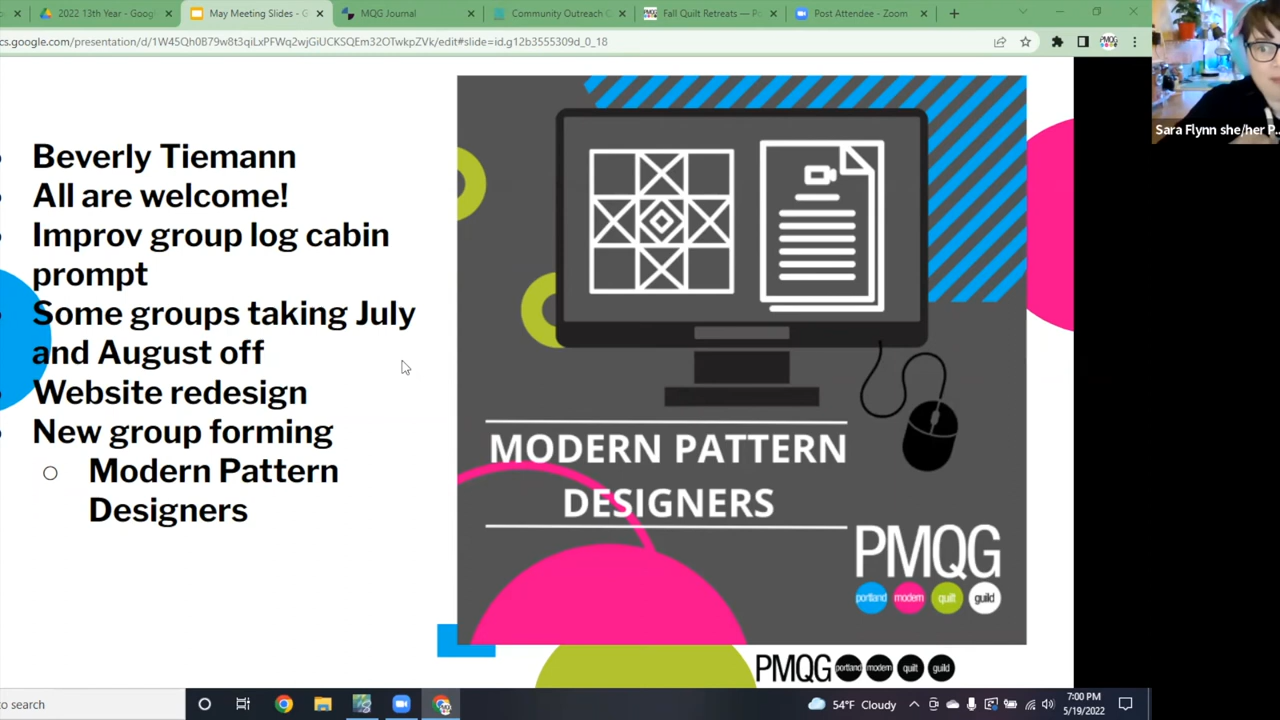 2022 13th Year - Goog
May Meeting Slides - G
MQG Journal
Community Outreach
Fall Quilt Retreats — P
Post Attendee - Zoom
cs.google.com/presentation/d/1W45Qh0B79w8t3qiLxPFWq2wjGiUCKSQEm32OTwkpZVk/edit#slide=id.g12b3555309d_0_18
Sara Flynn she/her P...
Beverly Tiemann
All are welcome!
Improv group log cabin
prompt
Some groups taking July
and August off
Website redesign
New group forming
Modern Pattern
Designers
MODERN PATTERN
DESIGNERS
PMQG
portland modern quilt guild
PMQG portland modern quilt guild
to search
54°F Cloudy
7:00 PM
5/19/2022